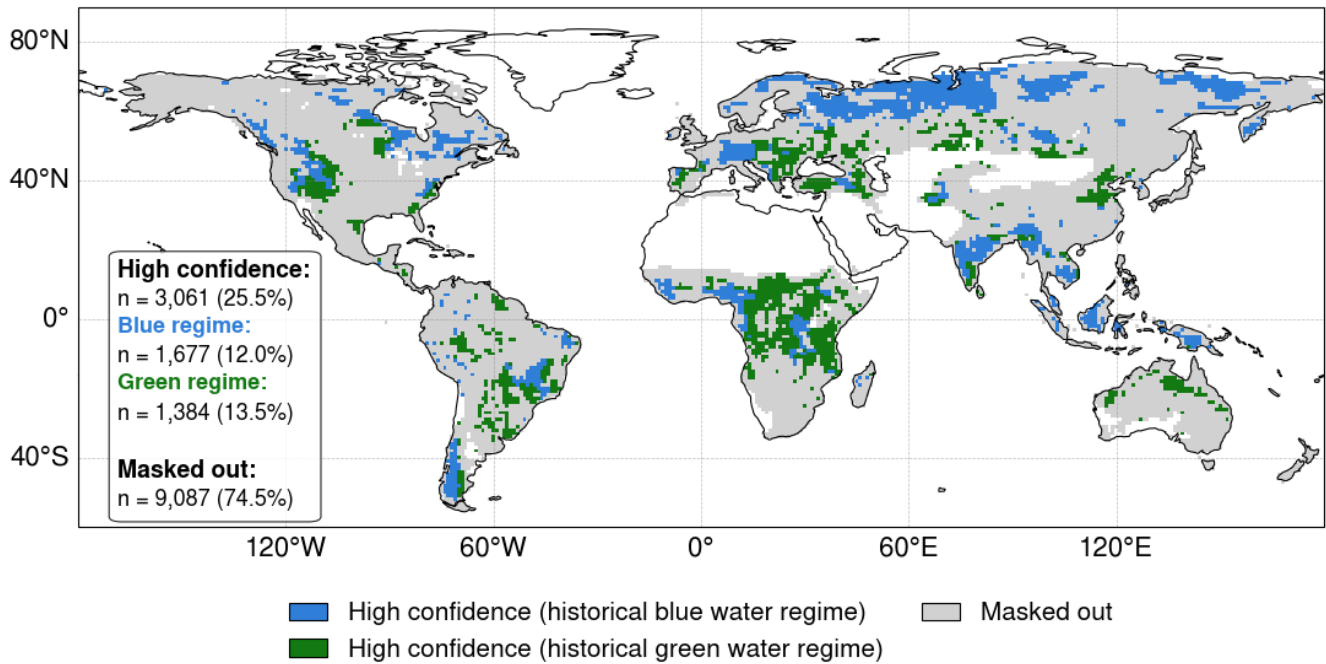 80°N
40°N
0°
40°S
High confidence:
n = 3,061 (25.5%)
Blue regime:
n = 1,677 (12.0%)
Green regime:
n = 1,384 (13.5%)
Masked out:
n = 9,087 (74.5%)
120°W
60°W
0°
60°E
120°E
High confidence (historical blue water regime)
Masked out
High confidence (historical green water regime)